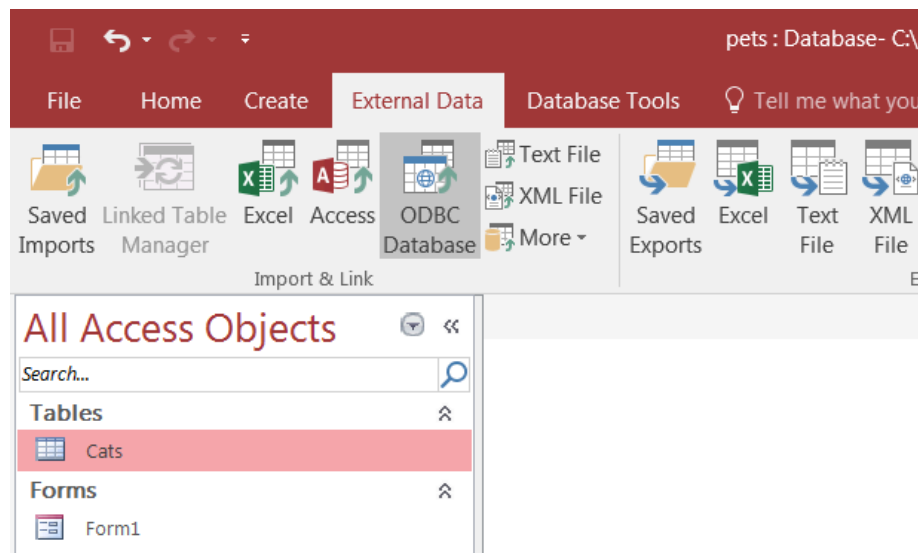 pets : Database- C:\
File Home Create External Data Database Tools Tell me what you
Saved Imports
Linked Table Manager
Excel
Access
ODBC Database
Text File
XML File
More
Saved Exports
Excel
Text File
XML File
Import & Link
E
All Access Objects
Search...
Tables
Cats
Forms
Form1